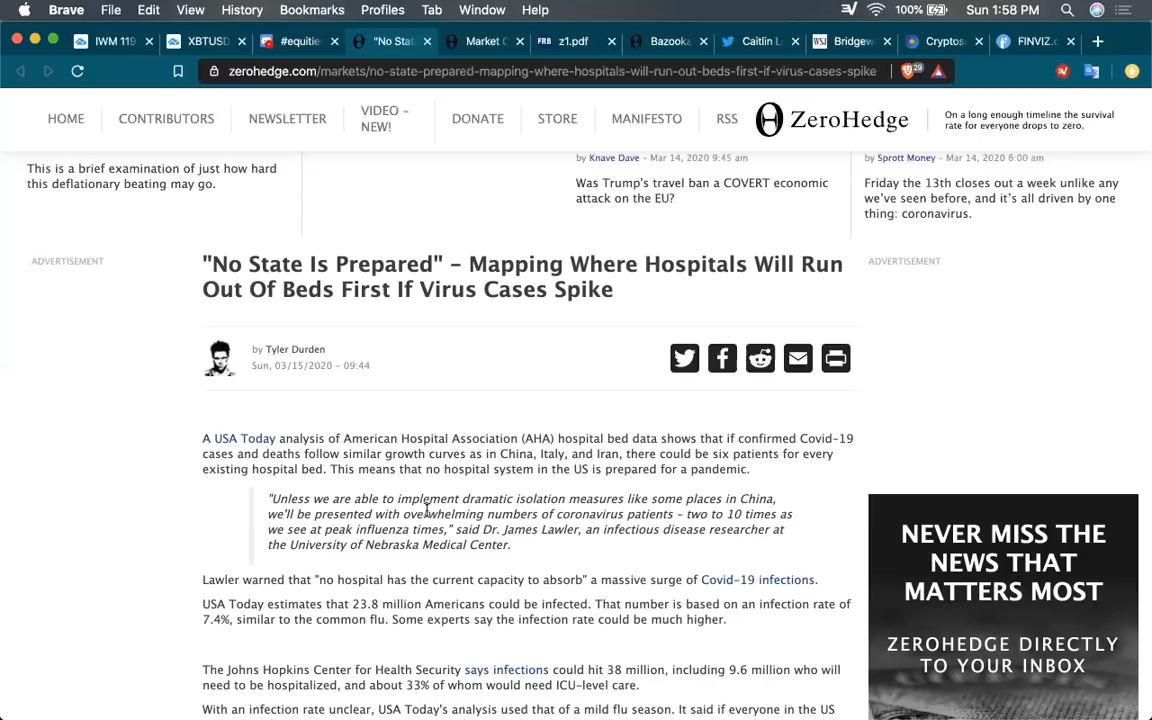 Brave File Edit View History Bookmarks Profiles Tab Window Help 100% Sun 1:58 PM
IWM 119 XBTUSD #equitie "No Sta Market C FRB z1.pdf Bazooka Caitlin L WSJ Bridgew Cryptos FINVIZ.c
zerohedge.com/markets/no-state-prepared-mapping-where-hospitals-will-run-out-beds-first-if-virus-cases-spike 29
HOME CONTRIBUTORS NEWSLETTER VIDEO – NEW! DONATE STORE MANIFESTO RSS ZeroHedge
On a long enough timeline the survival
rate for everyone drops to zero.
This is a brief examination of just how hard
this deflationary beating may go.
by Knave Dave - Mar 14, 2020 9:45 am
Was Trump's travel ban a COVERT economic
attack on the EU?
by Sprott Money - Mar 14, 2020 6:00 am
Friday the 13th closes out a week unlike any
we've seen before, and it's all driven by one
thing: coronavirus.
ADVERTISEMENT
"No State Is Prepared" – Mapping Where Hospitals Will Run
Out Of Beds First If Virus Cases Spike
ADVERTISEMENT
by Tyler Durden
Sun, 03/15/2020 - 09:44
A USA Today analysis of American Hospital Association (AHA) hospital bed data shows that if confirmed Covid-19
cases and deaths follow similar growth curves as in China, Italy, and Iran, there could be six patients for every
existing hospital bed. This means that no hospital system in the US is prepared for a pandemic.
"Unless we are able to implement dramatic isolation measures like some places in China,
we'll be presented with overwhelming numbers of coronavirus patients – two to 10 times as
we see at peak influenza times," said Dr. James Lawler, an infectious disease researcher at
the University of Nebraska Medical Center.
Lawler warned that "no hospital has the current capacity to absorb" a massive surge of Covid-19 infections.
USA Today estimates that 23.8 million Americans could be infected. That number is based on an infection rate of
7.4%, similar to the common flu. Some experts say the infection rate could be much higher.
The Johns Hopkins Center for Health Security says infections could hit 38 million, including 9.6 million who will
need to be hospitalized, and about 33% of whom would need ICU-level care.
With an infection rate unclear, USA Today's analysis used that of a mild flu season. It said if everyone in the US
NEVER MISS THE
NEWS THAT
MATTERS MOST
ZEROHEDGE DIRECTLY
TO YOUR INBOX